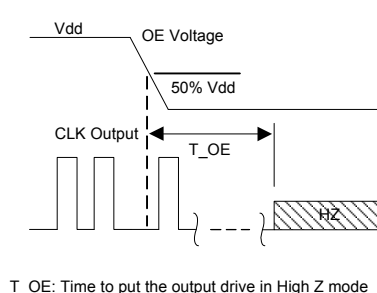 Vdd
OE Voltage
50% Vdd
CLK Output
T_OE
HZ
T_OE: Time to put the output drive in High Z mode